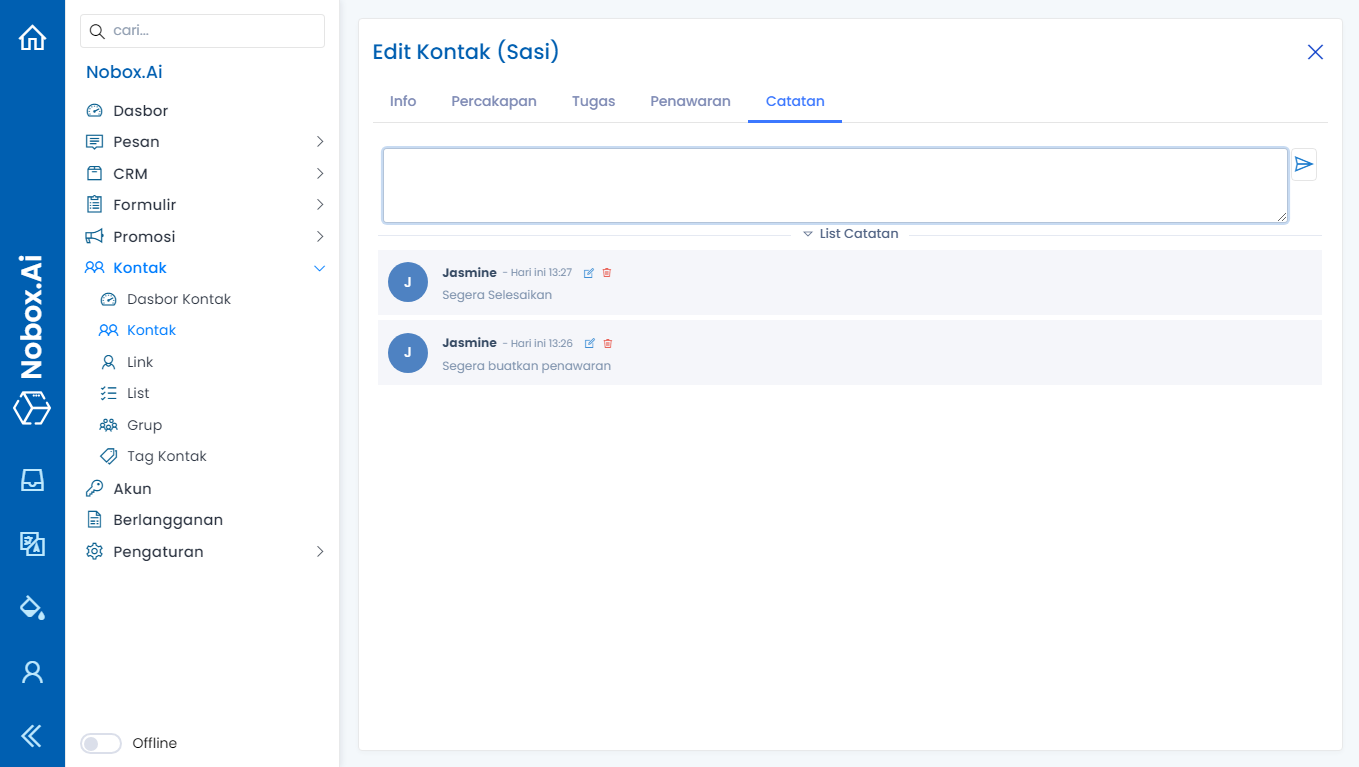 Nobox.Ai
cari...
Nobox.Ai
Dasbor
Pesan
CRM
Formulir
Promosi
Kontak
Dasbor Kontak
Kontak
Link
List
Grup
Tag Kontak
Akun
Berlangganan
Pengaturan
Offline
Edit Kontak (Sasi)
Info Percakapan Tugas Penawaran Catatan
List Catatan
J
Jasmine - Hari ini 13:27
Segera Selesaikan
J
Jasmine - Hari ini 13:26
Segera buatkan penawaran